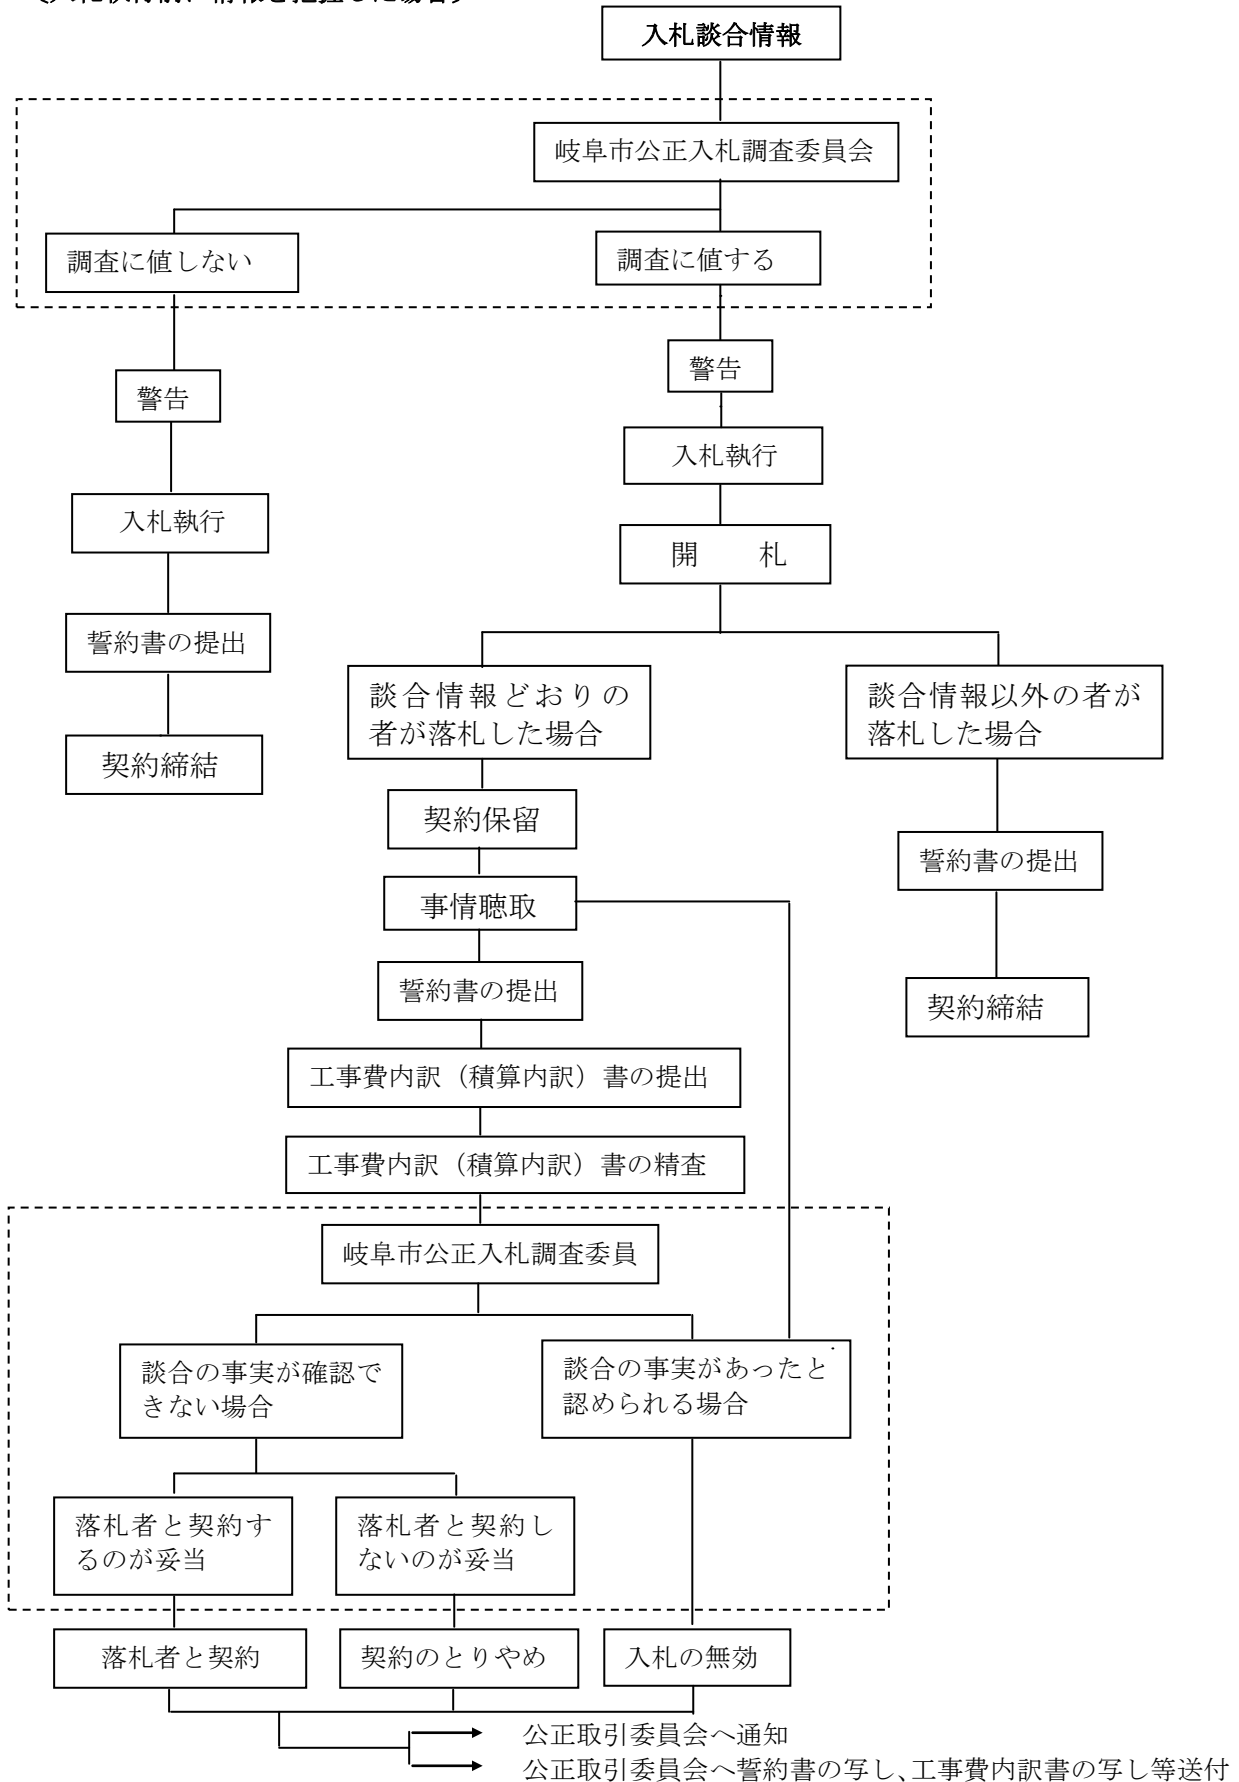 入札談合情報
岐阜市公正入札調査委員会
調査に値しない
調査に値する
警告
警告
入札執行
入札執行
開　　札
誓約書の提出
談合情報どおりの
者が落札した場合
談合情報以外の者が
落札した場合
契約締結
契約保留
誓約書の提出
事情聴取
誓約書の提出
契約締結
工事費内訳（積算内訳）書の提出
工事費内訳（積算内訳）書の精査
岐阜市公正入札調査委員
談合の事実が確認で
きない場合
談合の事実があったと
認められる場合
落札者と契約す
るのが妥当
落札者と契約し
ないのが妥当
落札者と契約
契約のとりやめ
入札の無効
公正取引委員会へ通知
公正取引委員会へ誓約書の写し、工事費内訳書の写し等送付